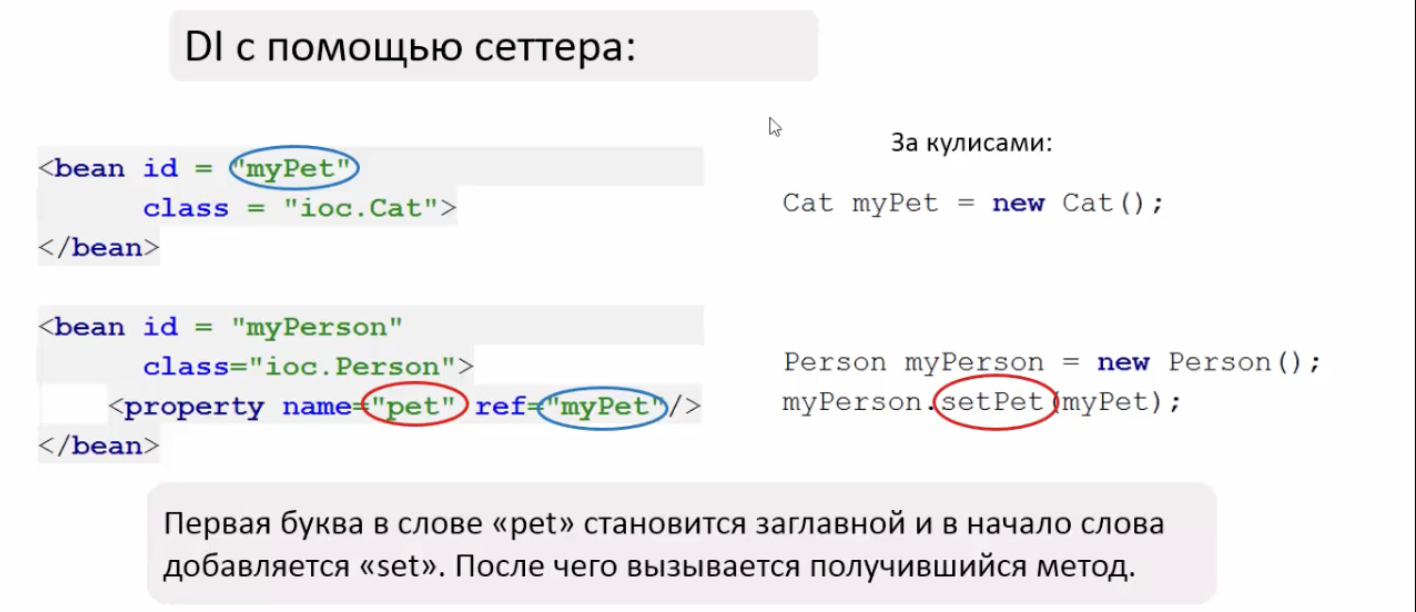 DI с помощью сеттера:
За кулисами:
<bean id = "myPet"
class = "ioc.Cat">
</bean>
Cat myPet = new Cat();
<bean id = "myPerson"
class="ioc.Person">
<property name="pet" ref="myPet"/>
</bean>
Person myPerson = new Person();
myPerson.setPet(myPet);
Первая буква в слове «pet» становится заглавной и в начало слова
добавляется «set». После чего вызывается получившийся метод.